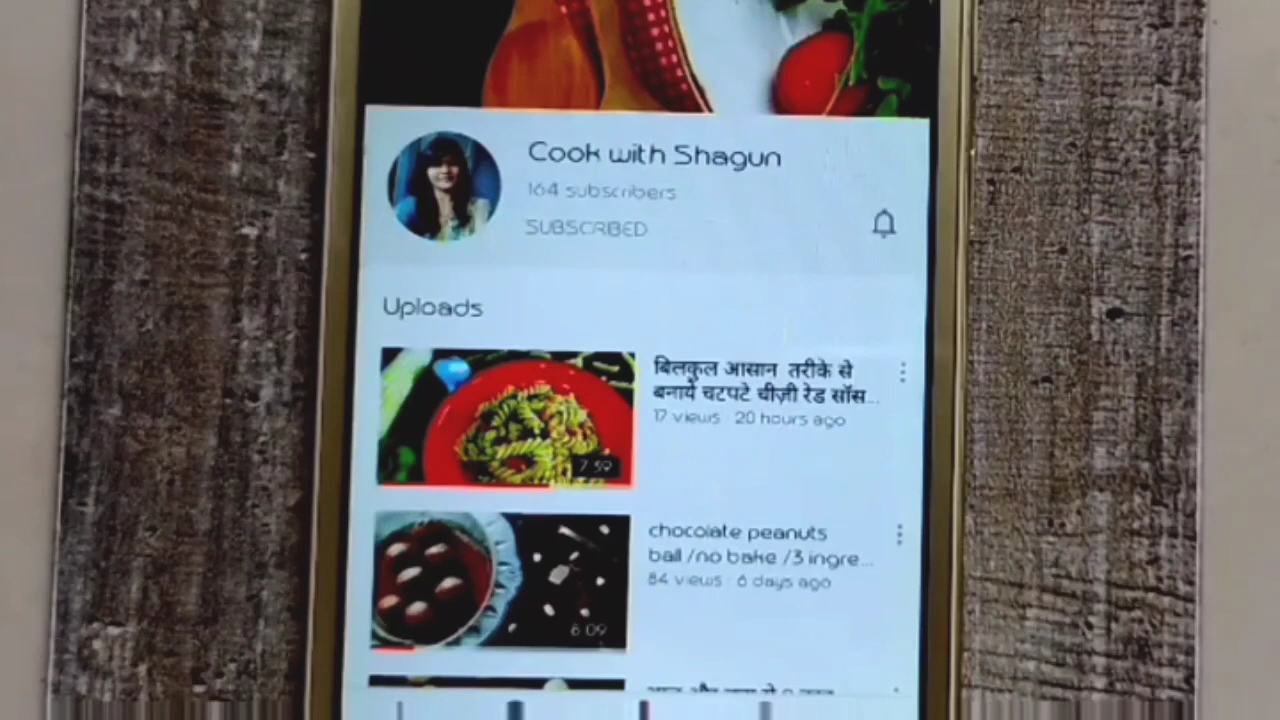 Cook with Shagun
164 subscribers
SUBSCRIBED
Uploads
बिलकुल आसान तरीके से
बनाये चटपटे चीज़ी रेड सॉस...
17 views · 20 hours ago
7:59
chocolate peanuts
ball /no bake /3 ingre...
84 views · 6 days ago
6:09